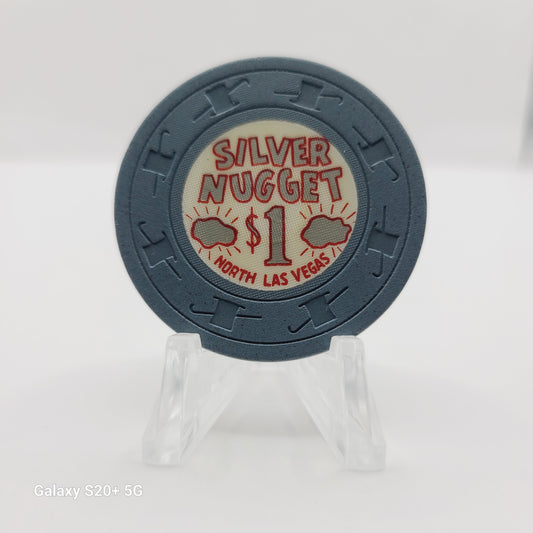 SILVER
NUGGET
$1
NORTH LAS VEGAS
Galaxy S20+ 5G